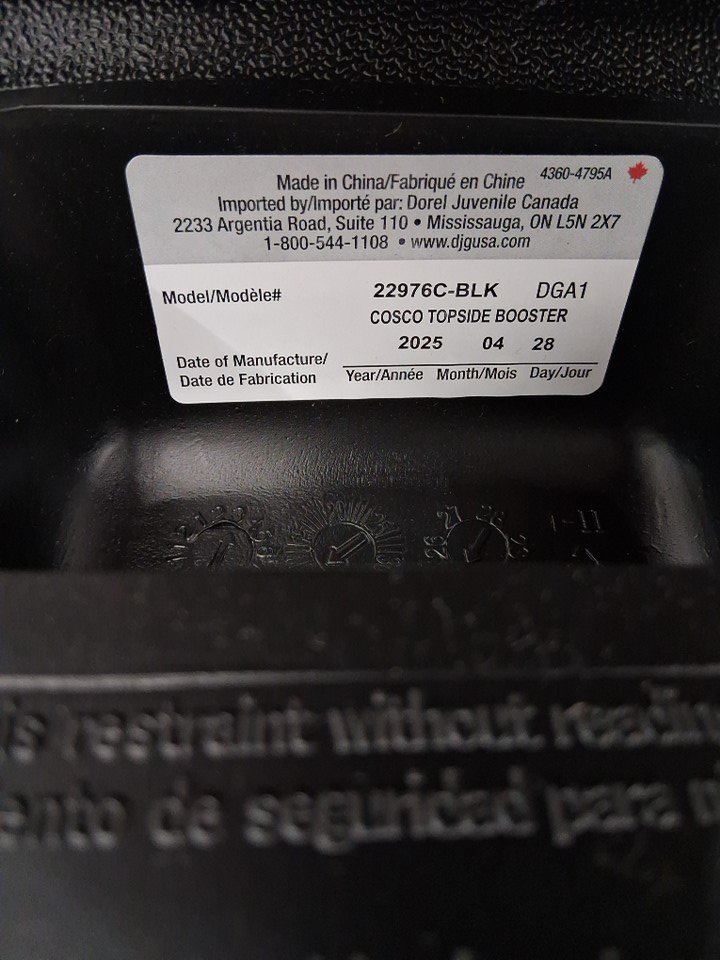 Made in China/Fabriqué en Chine 4360-4795A
Imported by/Importé par: Dorel Juvenile Canada
2233 Argentia Road, Suite 110 • Mississauga, ON L5N 2X7
1-800-544-1108 • www.djgusa.com
Model/Modèle# 22976C-BLK DGA1
COSCO TOPSIDE BOOSTER
2025 04 28
Date of Manufacture/
Date de Fabrication
Year/Année Month/Mois Day/Jour
restraint without
de seguridad para